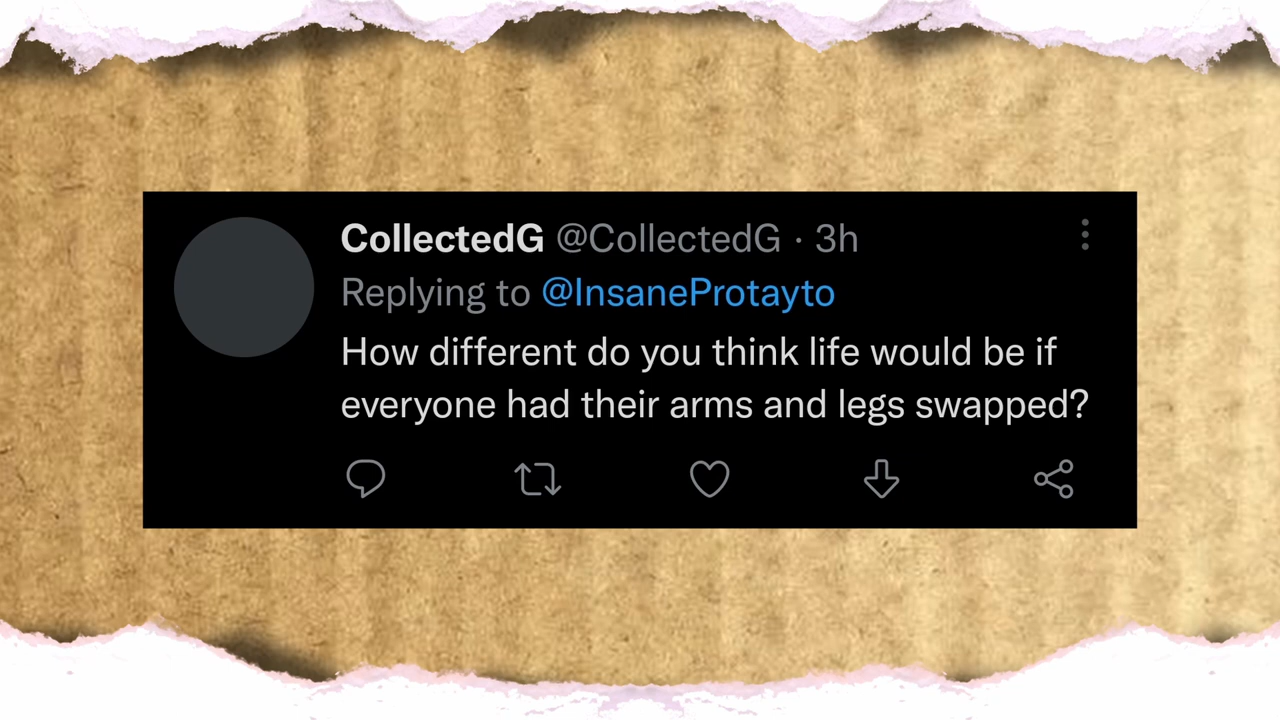 CollectedG @CollectedG · 3h
Replying to @InsaneProtayto
How different do you think life would be if
everyone had their arms and legs swapped?